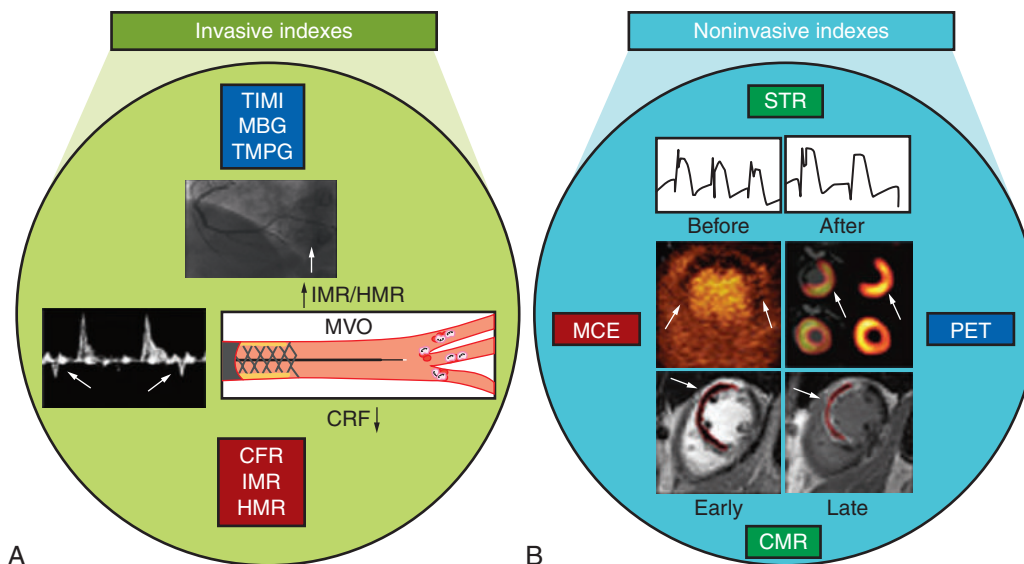 Invasive indexes
TIMI
MBG
TMPG
↑ IMR/HMR
MVO
CRF ↓
CFR
IMR
HMR
A
Noninvasive indexes
STR
Before
After
MCE
PET
Early
Late
CMR
B